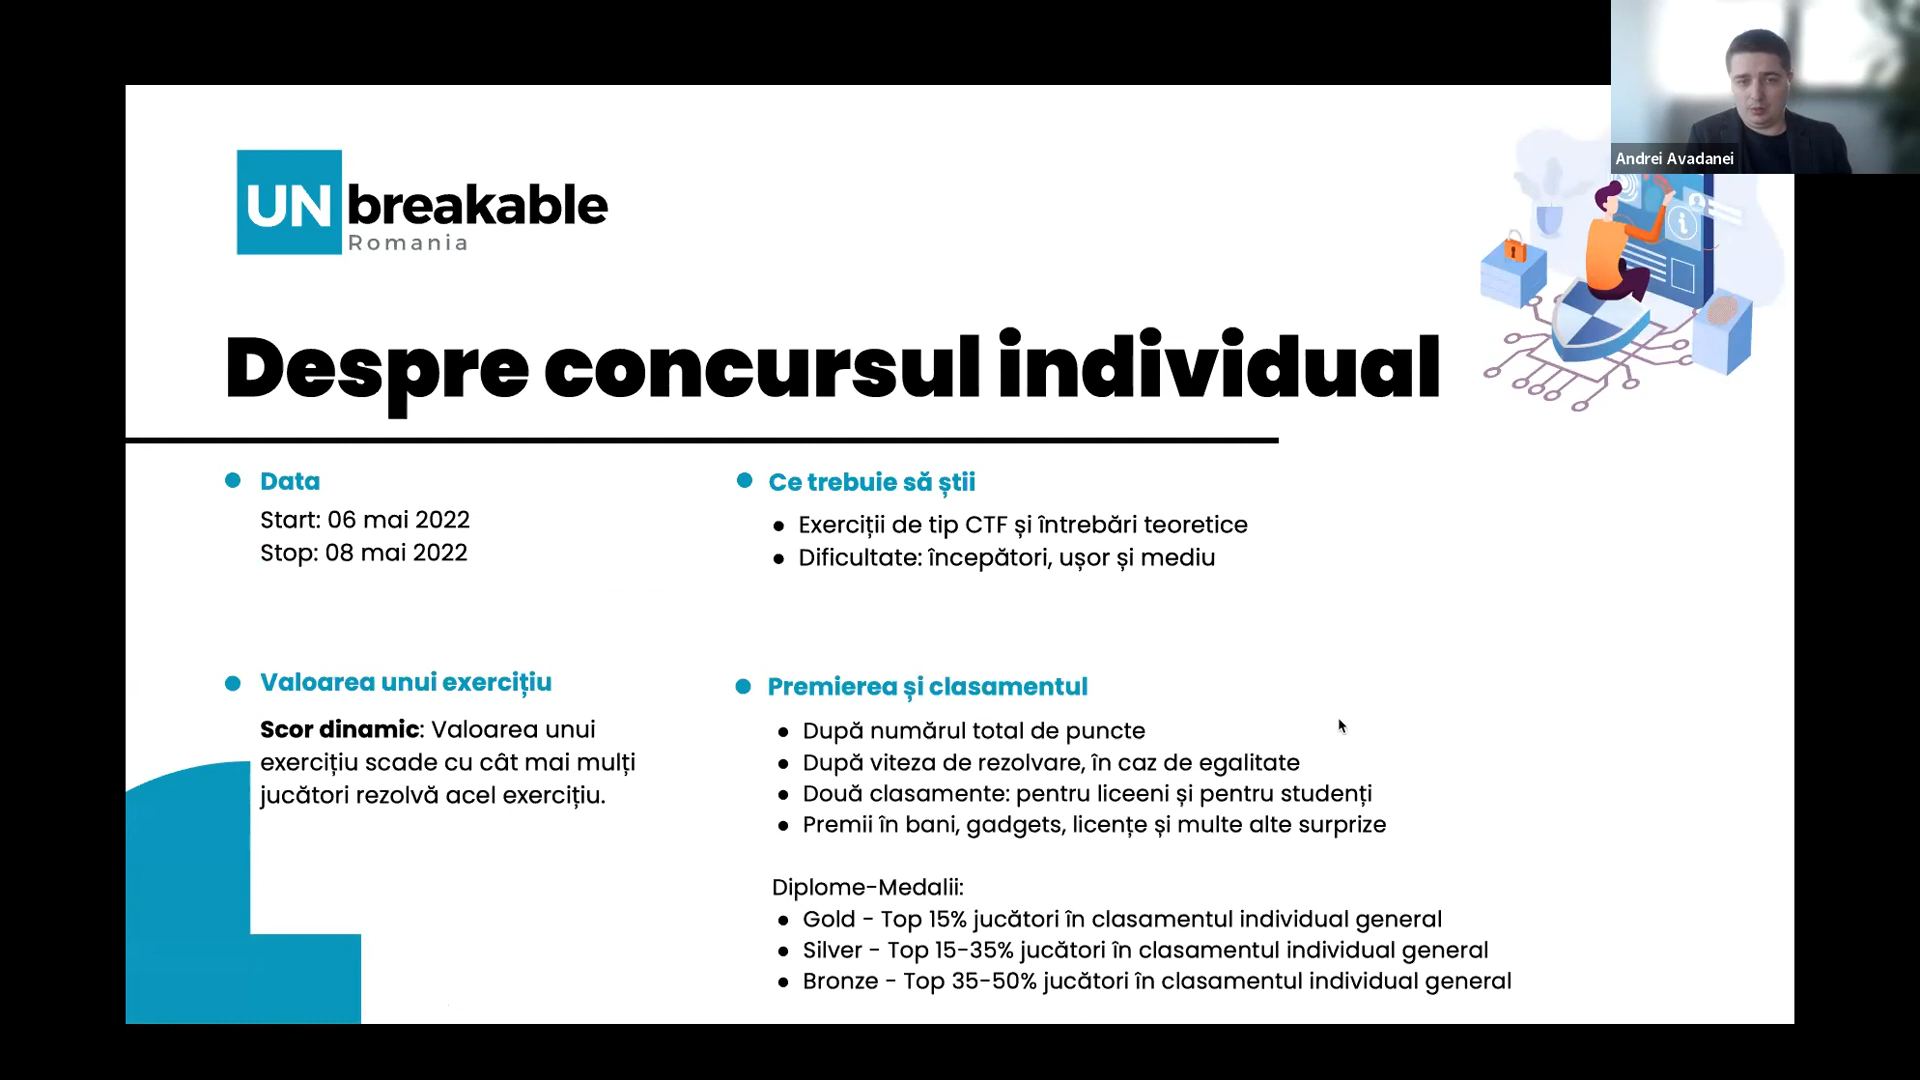 Andrei Avadanei
UNbreakable
Romania
Despre concursul individual
Data
Start: 06 mai 2022
Stop: 08 mai 2022
Ce trebuie să știi
Exerciții de tip CTF și întrebări teoretice
Dificultate: începători, ușor și mediu
Valoarea unui exercițiu
Scor dinamic: Valoarea unui
exercițiu scade cu cât mai mulți
jucători rezolvă acel exercițiu.
Premierea și clasamentul
După numărul total de puncte
După viteza de rezolvare, în caz de egalitate
Două clasamente: pentru liceeni și pentru studenți
Premii în bani, gadgets, licențe și multe alte surprize
Diplome-Medalii:
Gold - Top 15% jucători în clasamentul individual general
Silver - Top 15-35% jucători în clasamentul individual general
Bronze - Top 35-50% jucători în clasamentul individual general